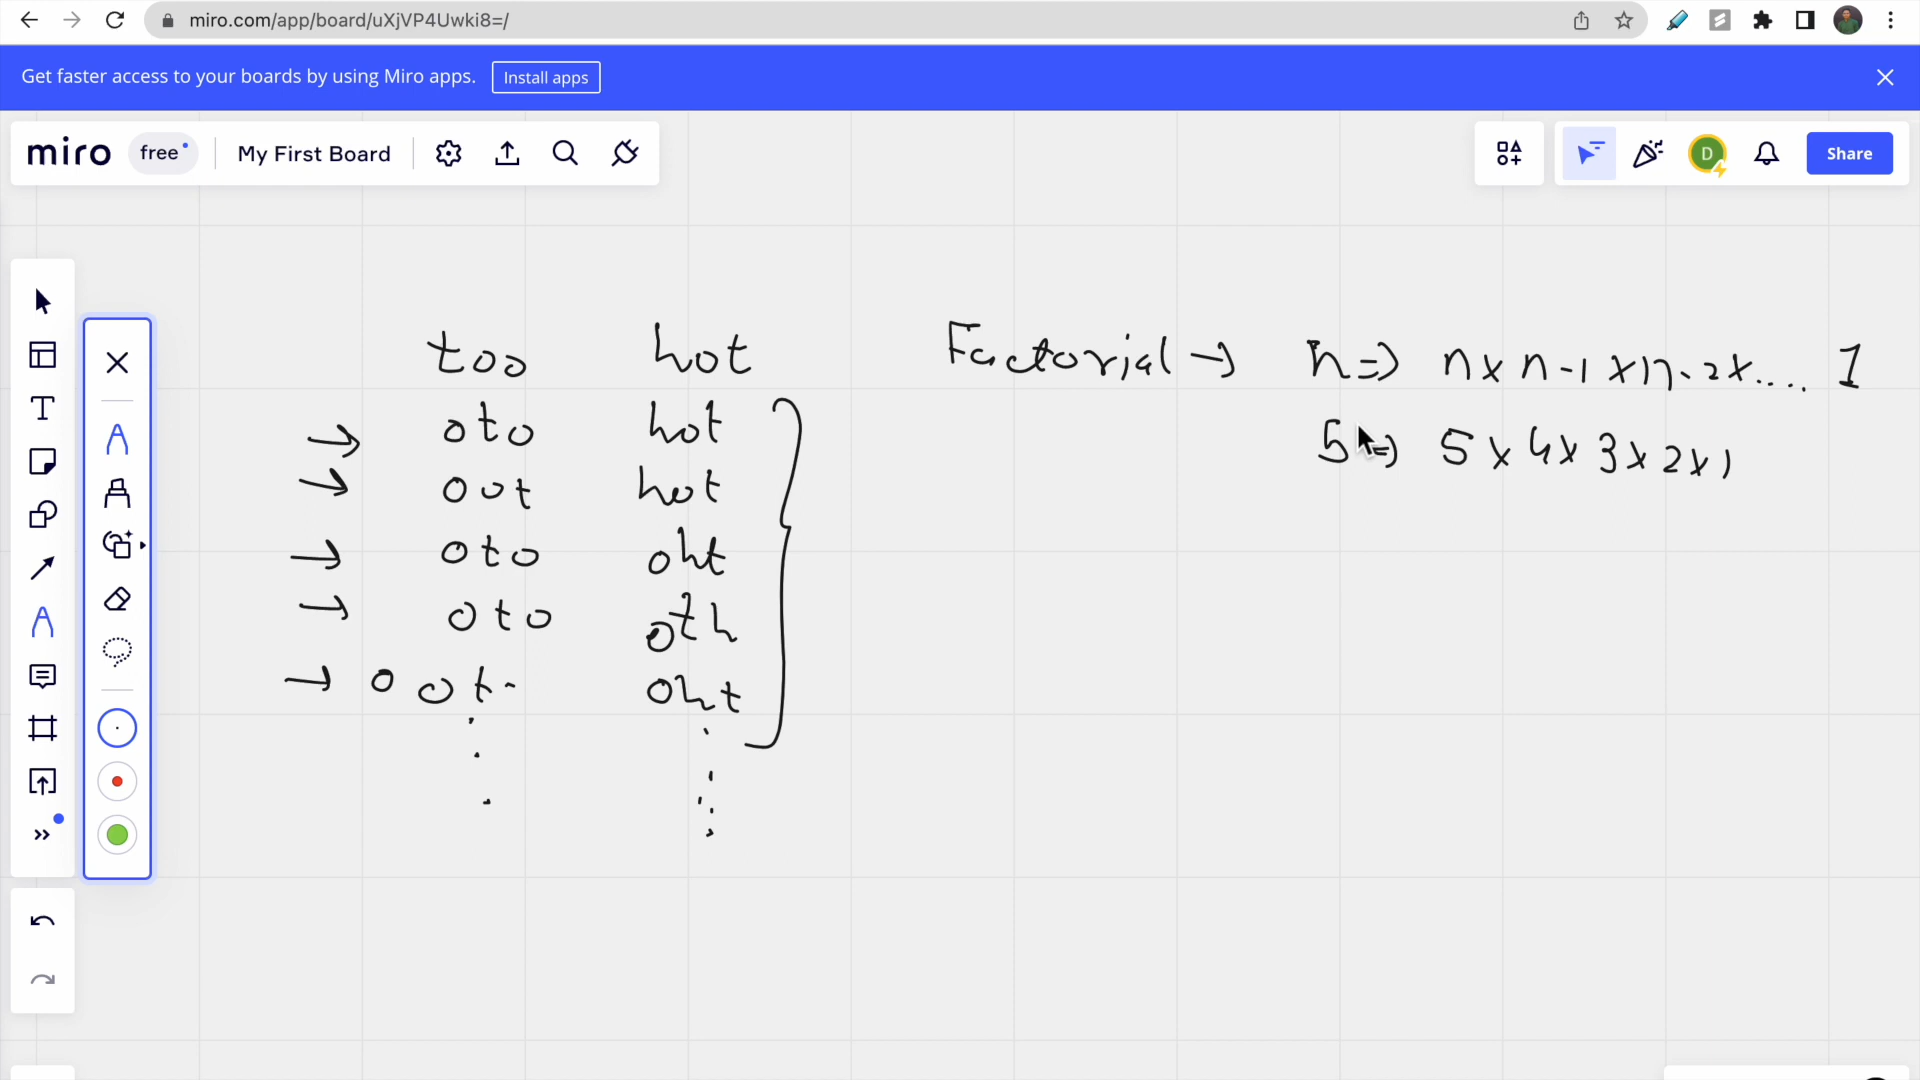 miro.com/app/board/uXjVP4Uwki8=/
Get faster access to your boards by using Miro apps. Install apps
miro free My First Board D Share
too hot
→ oto hot
→ oot hot
→ oto oht
→ oto oth
→ o ot- oht
Factorial → n => n x n-1 x n-2 x .... 1
5 => 5 x 4 x 3 x 2 x 1